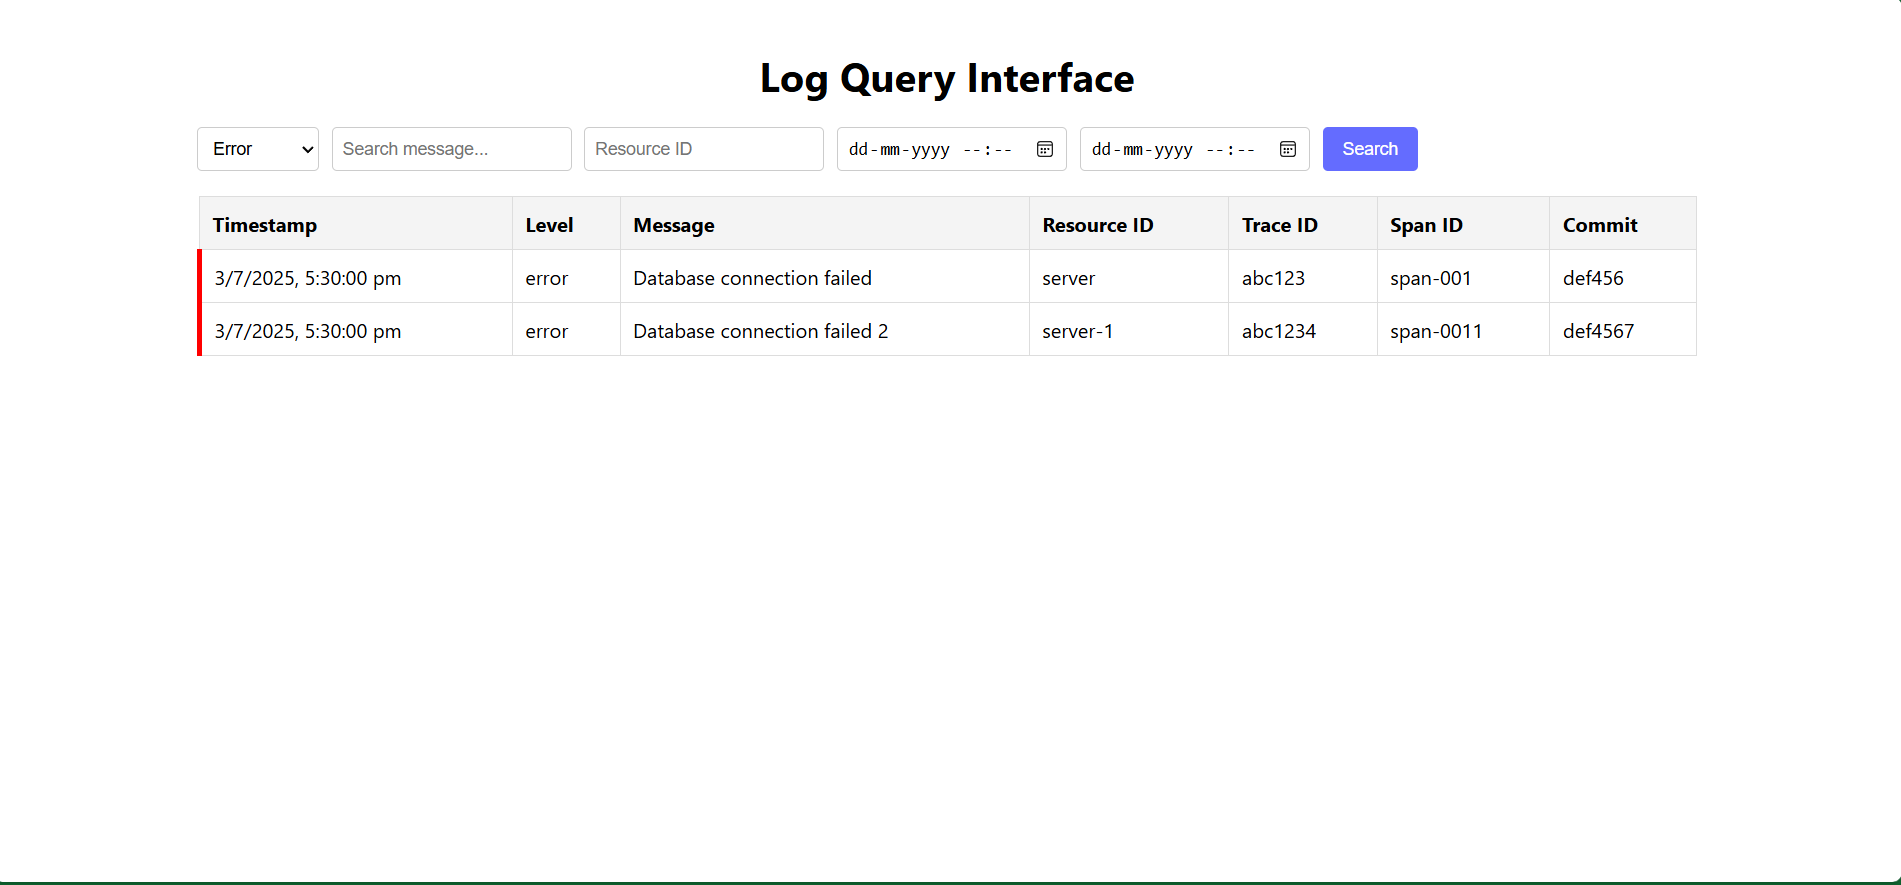 Log Query Interface
Error Search message... Resource ID dd-mm-yyyy --:-- dd-mm-yyyy --:-- Search
Timestamp Level Message Resource ID Trace ID Span ID Commit
3/7/2025, 5:30:00 pm error Database connection failed server abc123 span-001 def456
3/7/2025, 5:30:00 pm error Database connection failed 2 server-1 abc1234 span-0011 def4567